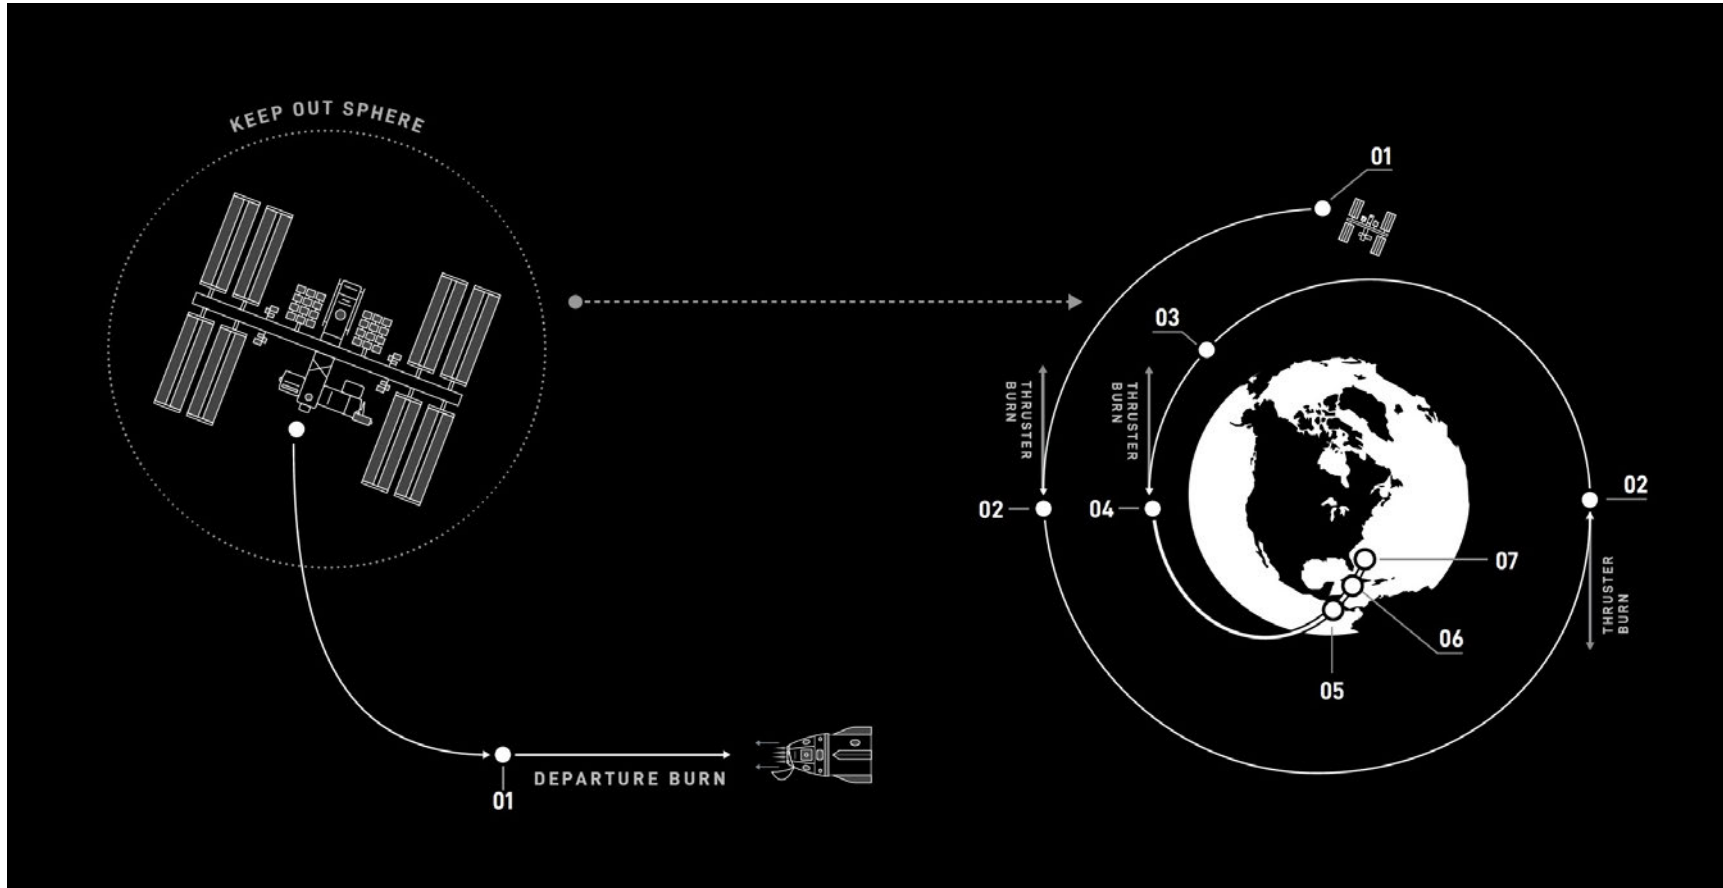 KEEP OUT SPHERE
01
DEPARTURE BURN
01
03
THRUSTER
BURN
THRUSTER
BURN
02
04
02
THRUSTER
BURN
07
06
05